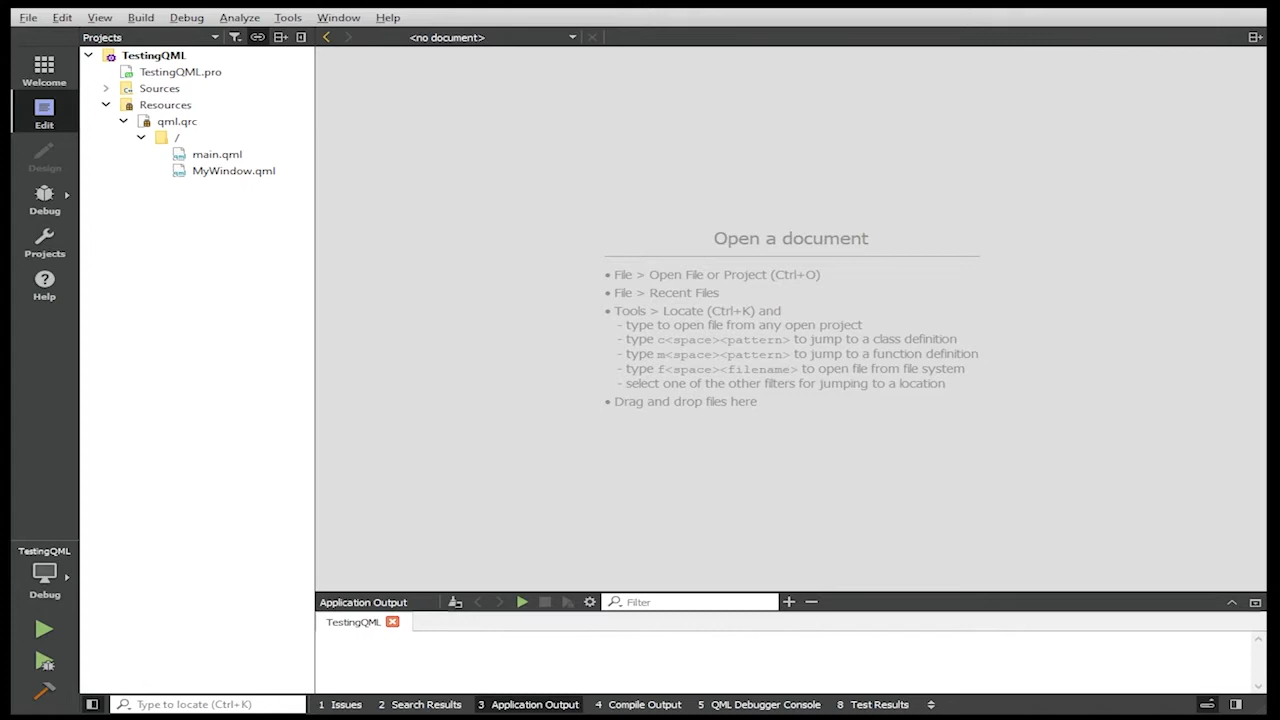 File Edit View Build Debug Analyze Tools Window Help
Projects
<no document>
Welcome
Edit
Design
Debug
Projects
Help
TestingQML
Debug
TestingQML
TestingQML.pro
Sources
Resources
qml.qrc
/
main.qml
MyWindow.qml
Open a document
• File > Open File or Project (Ctrl+O)
• File > Recent Files
• Tools > Locate (Ctrl+K) and
- type to open file from any open project
- type c<space><pattern> to jump to a class definition
- type m<space><pattern> to jump to a function definition
- type f<space><filename> to open file from file system
- select one of the other filters for jumping to a location
• Drag and drop files here
Application Output
Filter
TestingQML
Type to locate (Ctrl+K)
1 Issues 2 Search Results 3 Application Output 4 Compile Output 5 QML Debugger Console 8 Test Results